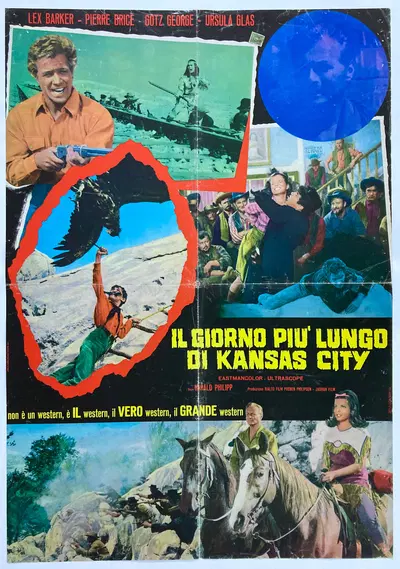 LEX BARKER - PIERRE BRICE - GOTZ GEORGE - URSULA GLAS
IL GIORNO PIU' LUNGO
DI KANSAS CITY
EASTMANCOLOR - ULTRASCOPE
HARALD PHILIPP
non è un western, è IL western, il VERO western, il GRANDE western